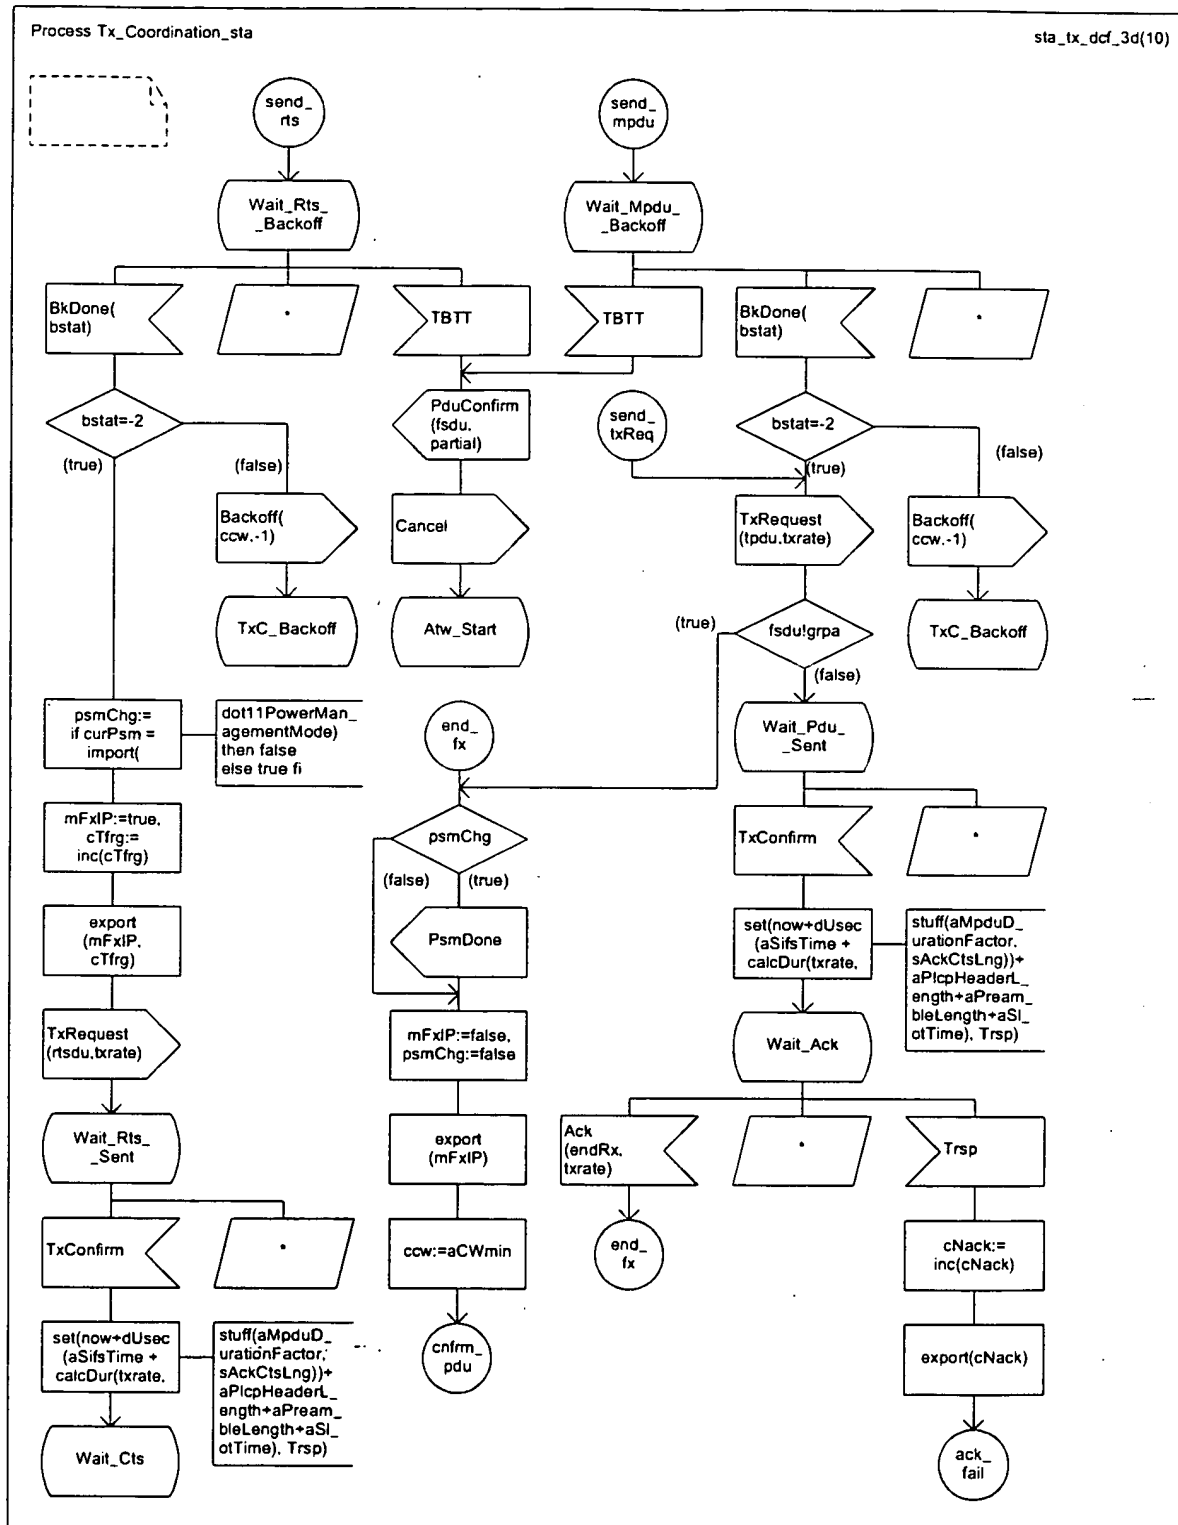 Process Tx_Coordination_sta
sta_tx_dcf_3d(10)
send_
rts
send_
mpdu
Wait_Rts_
_Backoff
Wait_Mpdu_
_Backoff
BkDone(
bstat)
*
TBTT
TBTT
BkDone(
bstat)
*
bstat=-2
(true)
(false)
PduConfirm
(fsdu,
partial)
send_
txReq
bstat=-2
(true)
(false)
Backoff(
ccw,-1)
Cancel
TxRequest
(tpdu,txrate)
Backoff(
ccw,-1)
TxC_Backoff
Atw_Start
(true)
fsdu!grpa
(false)
TxC_Backoff
psmChg:=
if curPsm =
import(
dot11PowerMan_
agementMode)
then false
else true fi
end_
fx
Wait_Pdu_
_Sent
mFxIP:=true,
cTfrg:=
inc(cTfrg)
psmChg
(false)
(true)
TxConfirm
*
export
(mFxIP,
cTfrg)
PsmDone
set(now+dUsec
(aSifsTime +
calcDur(txrate,
stuff(aMpduD_
urationFactor,
sAckCtsLng))+
aPlcpHeaderL_
ength+aPream_
bleLength+aSl_
otTime), Trsp)
TxRequest
(rtsdu,txrate)
mFxIP:=false,
psmChg:=false
Wait_Ack
Wait_Rts_
_Sent
export
(mFxIP)
Ack
(endRx,
txrate)
*
Trsp
TxConfirm
*
ccw:=aCWmin
end_
fx
cNack:=
inc(cNack)
set(now+dUsec
(aSifsTime +
calcDur(txrate,
stuff(aMpduD_
urationFactor,
sAckCtsLng))+
aPlcpHeaderL_
ength+aPream_
bleLength+aSl_
otTime), Trsp)
cnfrm_
pdu
export(cNack)
Wait_Cts
ack_
fail